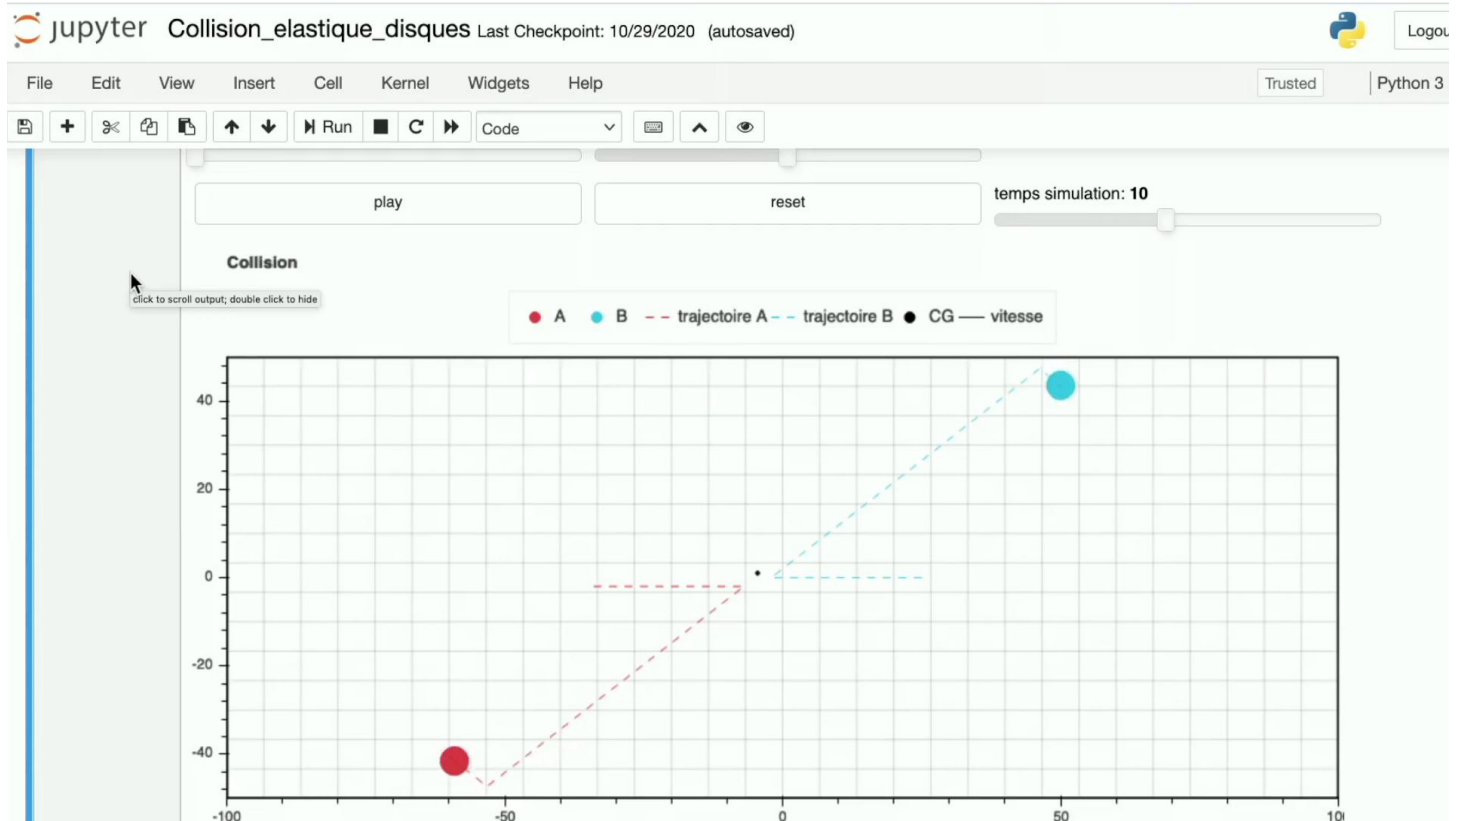 jupyter Collision_elastique_disques Last Checkpoint: 10/29/2020 (autosaved) Logou
File Edit View Insert Cell Kernel Widgets Help Trusted Python 3
Run Code
play reset temps simulation: 10
Collision
click to scroll output; double click to hide
A B trajectoire A trajectoire B CG vitesse
40
20
0
-20
-40
-100 -50 0 50 10